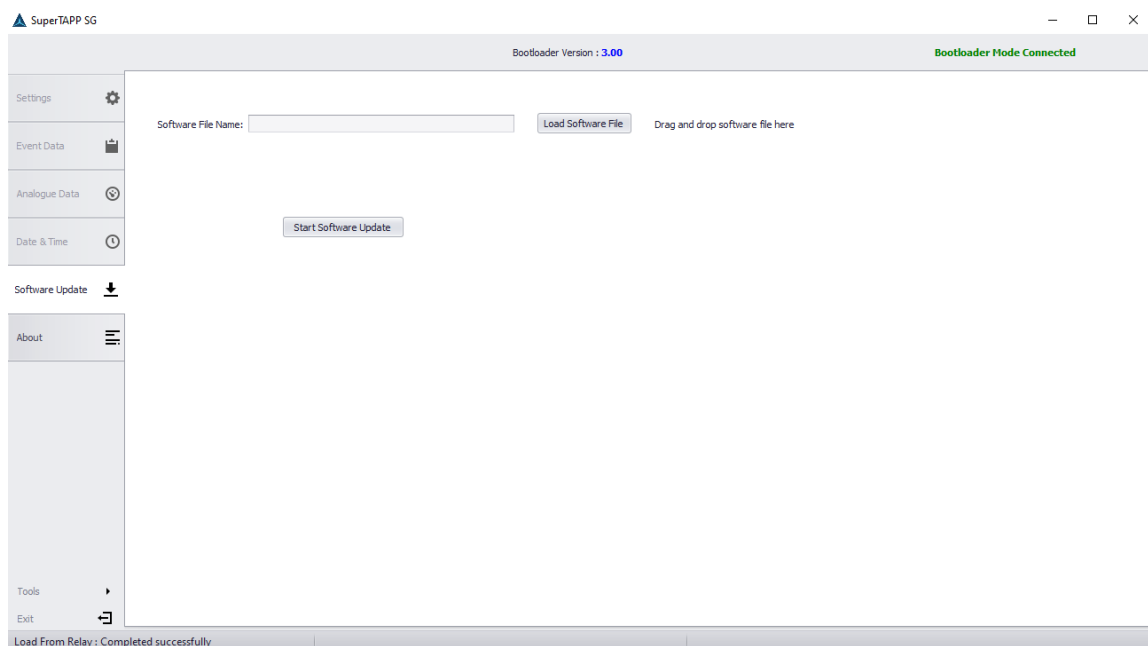 SuperTAPP SG
Bootloader Version : 3.00
Bootloader Mode Connected
Settings
Event Data
Analogue Data
Date & Time
Software Update
About
Software File Name:
Load Software File
Drag and drop software file here
Start Software Update
Tools
Exit
Load From Relay : Completed successfully